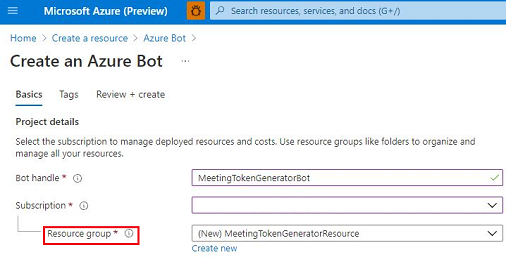 Microsoft Azure (Preview)
Search resources, services, and docs (G+/)
Home > Create a resource > Azure Bot >
Create an Azure Bot ...
Basics Tags Review + create
Project details
Select the subscription to manage deployed resources and costs. Use resource groups like folders to organize and
manage all your resources.
Bot handle * MeetingTokenGeneratorBot
Subscription *
Resource group * (New) MeetingTokenGeneratorResource
Create new